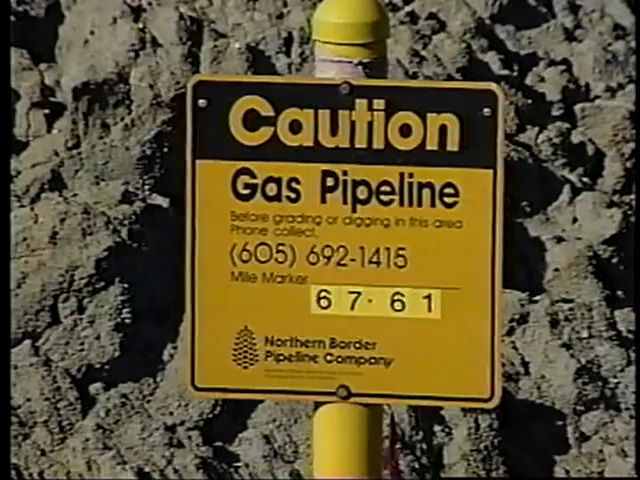 Caution
Gas Pipeline
Before grading or digging in this area
Phone collect.
(605) 692-1415
Mile Marker
67.61
Northern Border
Pipeline Company